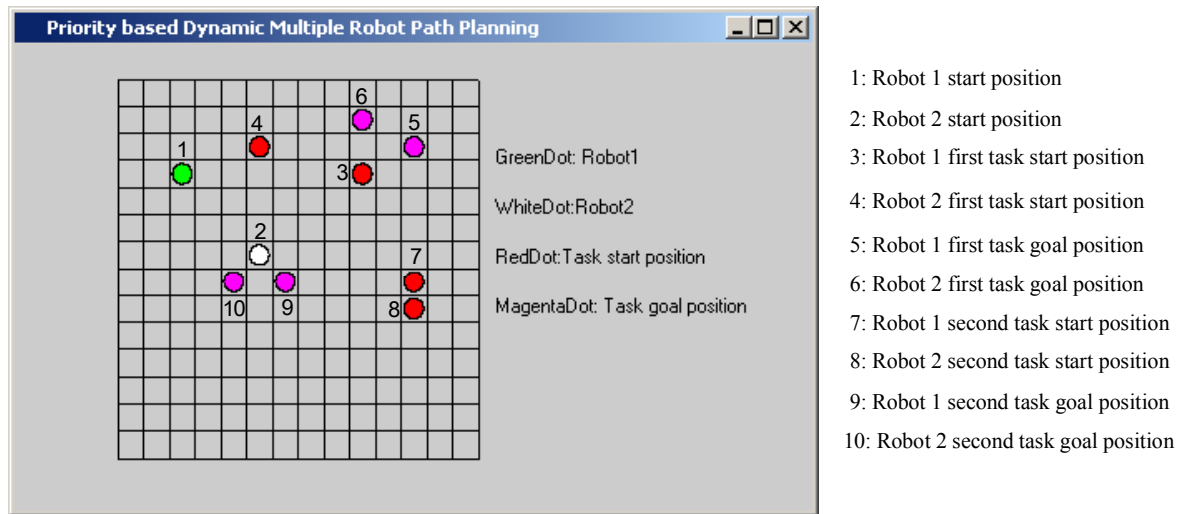 Priority based Dynamic Multiple Robot Path Planning
6
4
5
1
3
2
7
10
9
8
GreenDot: Robot1
WhiteDot:Robot2
RedDot:Task start position
MagentaDot: Task goal position
1: Robot 1 start position
2: Robot 2 start position
3: Robot 1 first task start position
4: Robot 2 first task start position
5: Robot 1 first task goal position
6: Robot 2 first task goal position
7: Robot 1 second task start position
8: Robot 2 second task start position
9: Robot 1 second task goal position
10: Robot 2 second task goal position